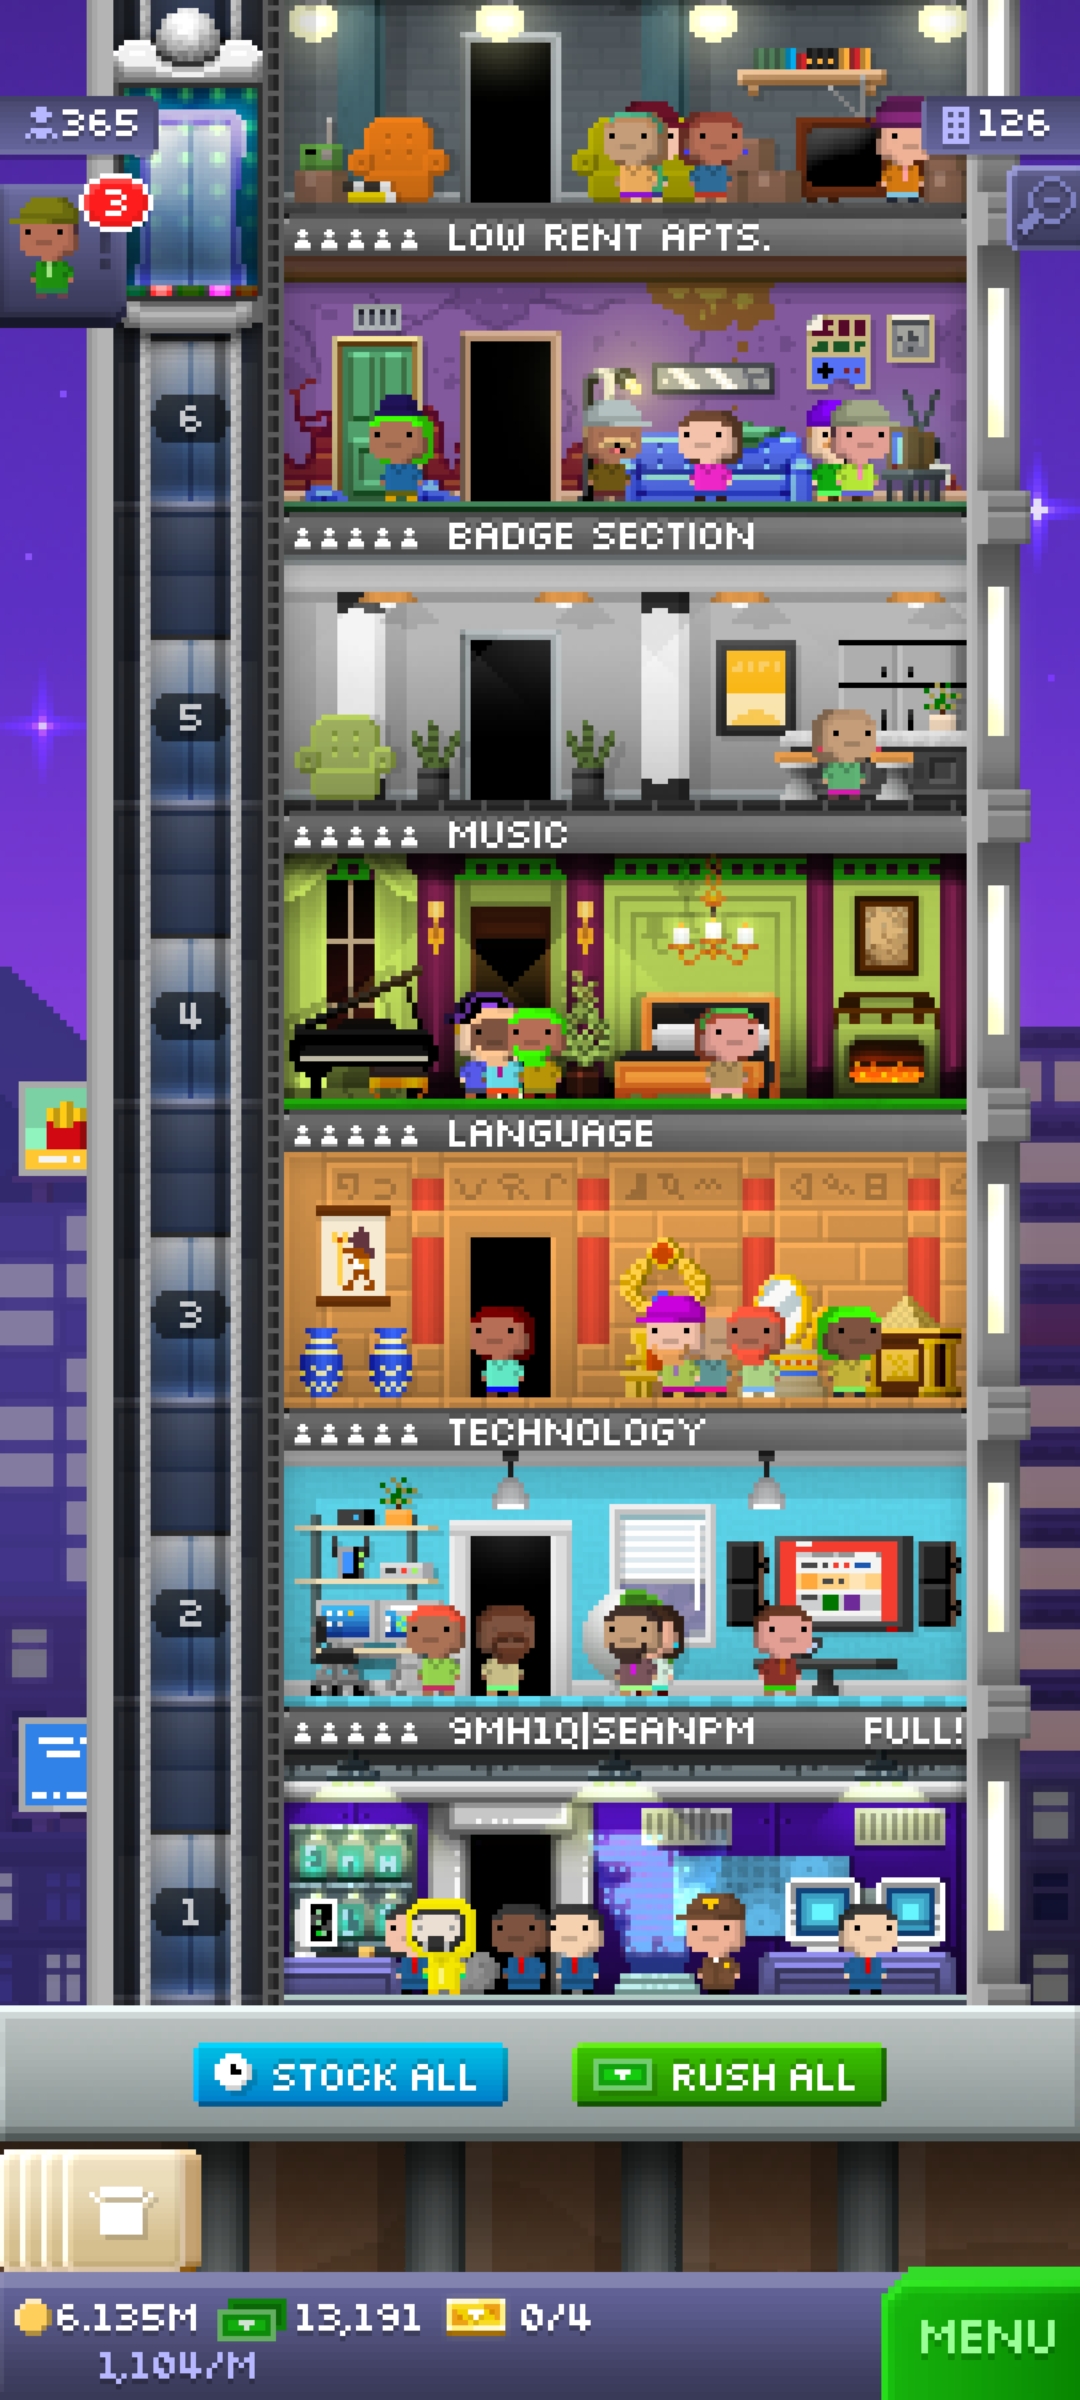 365
126
3
LOW RENT APTS.
6
BADGE SECTION
5
MUSIC
4
LANGUAGE
3
TECHNOLOGY
2
9MH1Q|SEANPM FULL!
1
STOCK ALL
RUSH ALL
6.135M 13,191 0/4
1,104/M
MENU